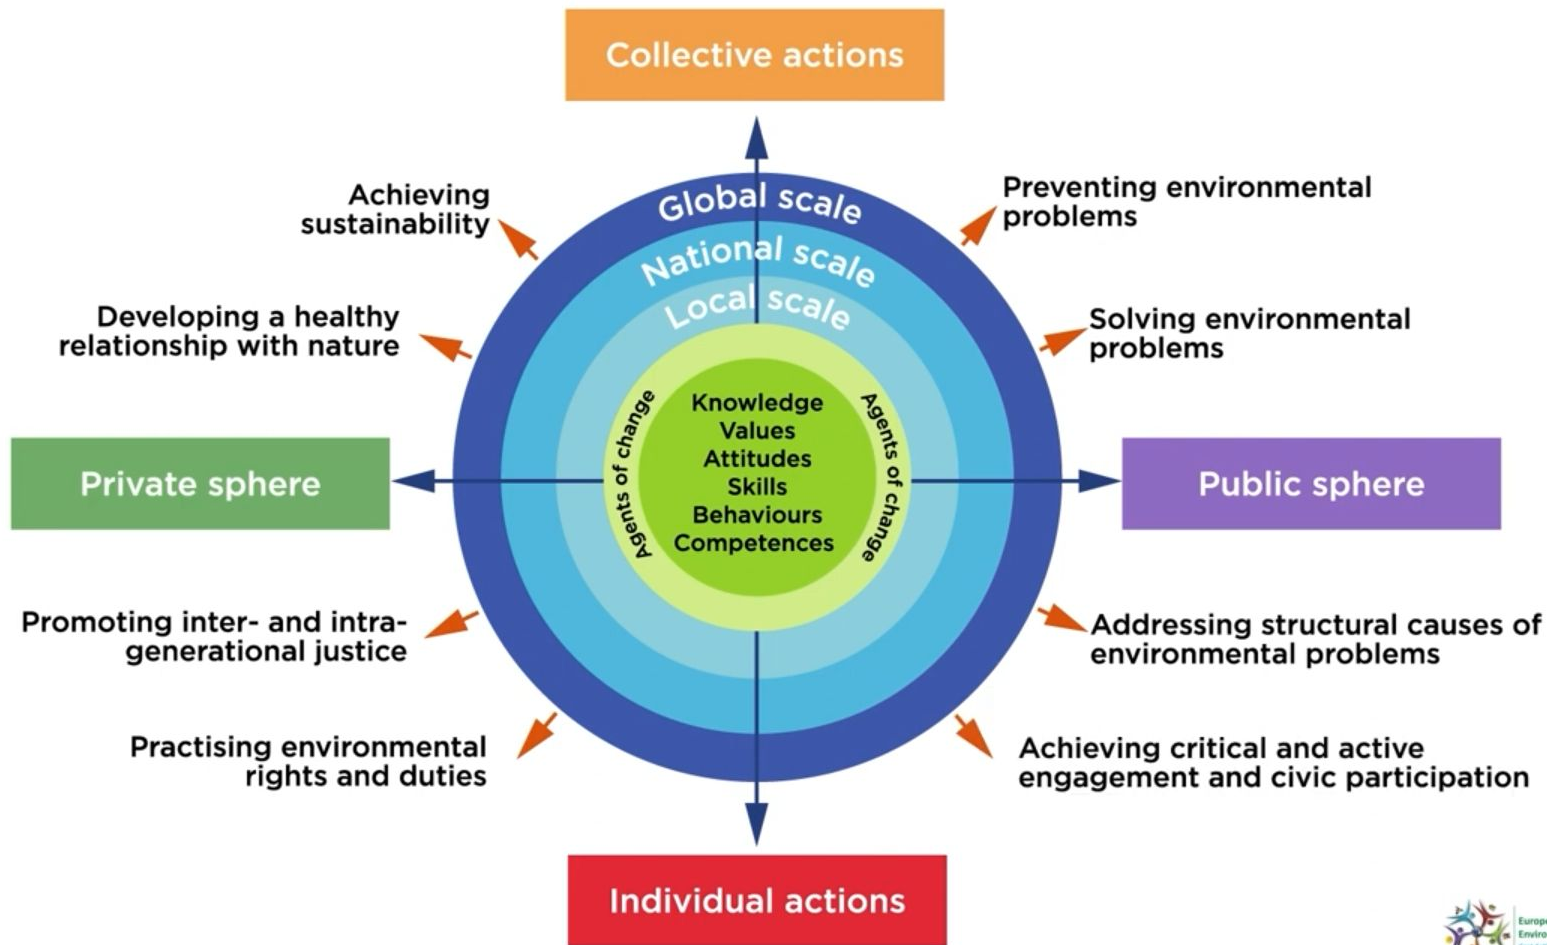 Collective actions
Achieving
sustainability
Preventing environmental
problems
Global scale
National scale
Local scale
Developing a healthy
relationship with nature
Solving environmental
problems
Agents of change
Knowledge
Values
Attitudes
Skills
Behaviours
Competences
Agents of change
Private sphere
Public sphere
Promoting inter- and intra-
generational justice
Addressing structural causes of
environmental problems
Practising environmental
rights and duties
Achieving critical and active
engagement and civic participation
Individual actions